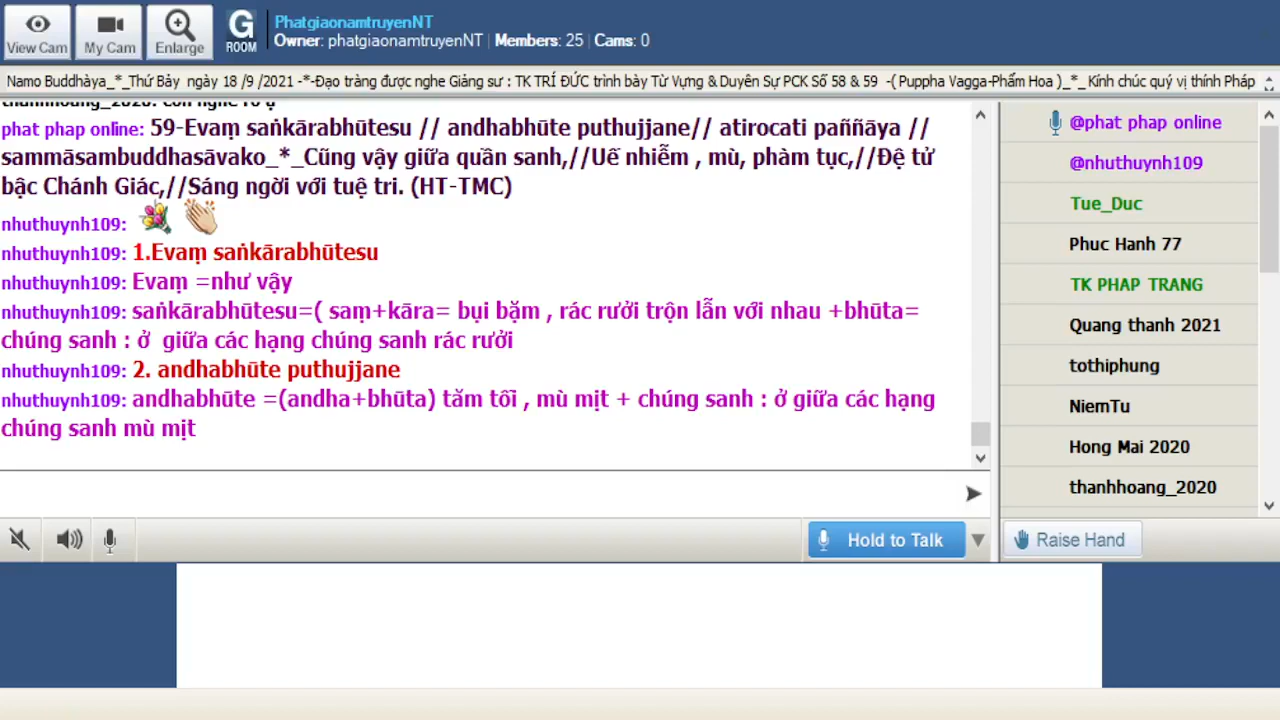 View Cam
My Cam
Enlarge
G
ROOM
PhatgiaonamtruyenNT
Owner: phatgiaonamtruyenNT | Members: 25 | Cams: 0
Namo Buddhàya_*_Thứ Bảy ngày 18 /9 /2021 -*-Đạo tràng được nghe Giảng sư : TK TRÍ ĐỨC trình bày Từ Vựng & Duyên Sự PCK Số 58 & 59 -( Puppha Vagga-Phẩm Hoa )_*_ Kính chúc quý vị thính Pháp
thanhhoang_2020: Con nghe rõ ạ
phat phap online: 59-Evaṃ saṅkārabhūtesu // andhabhūte puthujjane// atirocati paññāya //
sammāsambuddhasāvako_*_Cũng vậy giữa quần sanh,//Uế nhiễm , mù, phàm tục,//Đệ tử
bậc Chánh Giác,//Sáng ngời với tuệ tri. (HT-TMC)
nhuthuynh109:
nhuthuynh109: 1.Evaṃ saṅkārabhūtesu
nhuthuynh109: Evaṃ =như vậy
nhuthuynh109: saṅkārabhūtesu=( saṃ+kāra= bụi bặm , rác rưởi trộn lẫn với nhau +bhūta=
chúng sanh : ở giữa các hạng chúng sanh rác rưởi
nhuthuynh109: 2. andhabhūte puthujjane
nhuthuynh109: andhabhūte =(andha+bhūta) tăm tối , mù mịt + chúng sanh : ở giữa các hạng
chúng sanh mù mịt
@phat phap online
@nhuthuynh109
Tue_Duc
Phuc Hanh 77
TK PHAP TRANG
Quang thanh 2021
tothiphung
NiemTu
Hong Mai 2020
thanhhoang_2020
Hold to Talk
Raise Hand